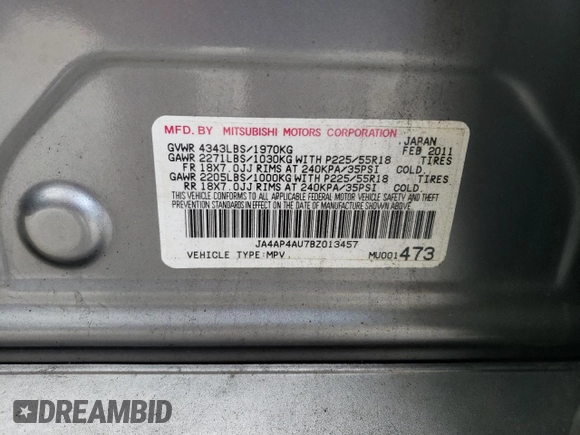 MFD. BY MITSUBISHI MOTORS CORPORATION
JAPAN
GVWR 4343LBS/1970KG FEB 2011
GAWR 2271LBS/1030KG WITH P225/55R18 TIRES
FR 18X7.0JJ RIMS AT 240KPA/35PSI COLD.
GAWR 2205LBS/1000KG WITH P225/55R18 TIRES
RR 18X7.0JJ RIMS AT 240KPA/35PSI COLD.
THIS VEHICLE CONFORMS TO ALL APPLICABLE FEDERAL MOTOR VEHICLE SAFETY AND
THEFT PREVENTION STANDARDS IN EFFECT ON THE DATE OF MANUFACTURE SHOWN ABOVE.
JA4AP4AU7BZ013457
VEHICLE TYPE:MPV MU001473
DREAMBID